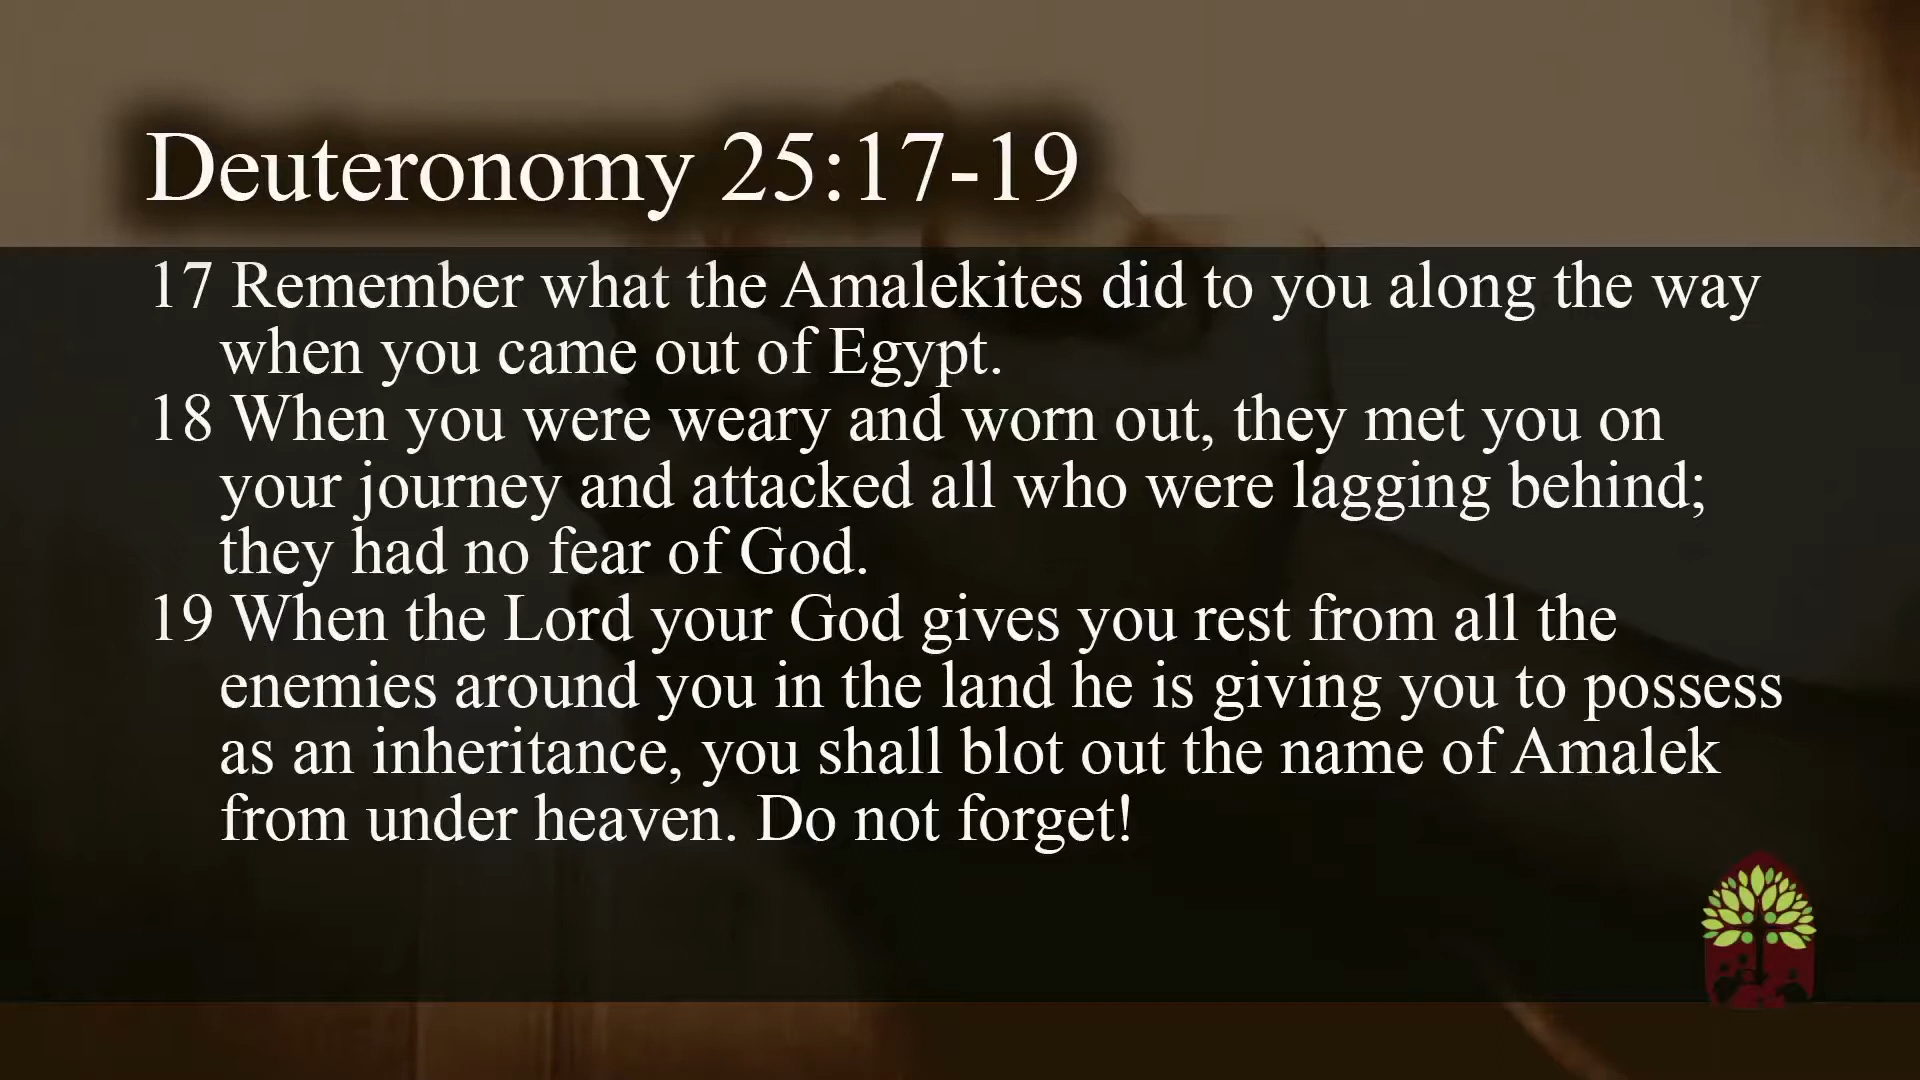 Deuteronomy 25:17-19
17 Remember what the Amalekites did to you along the way
when you came out of Egypt.
18 When you were weary and worn out, they met you on
your journey and attacked all who were lagging behind;
they had no fear of God.
19 When the Lord your God gives you rest from all the
enemies around you in the land he is giving you to possess
as an inheritance, you shall blot out the name of Amalek
from under heaven. Do not forget!